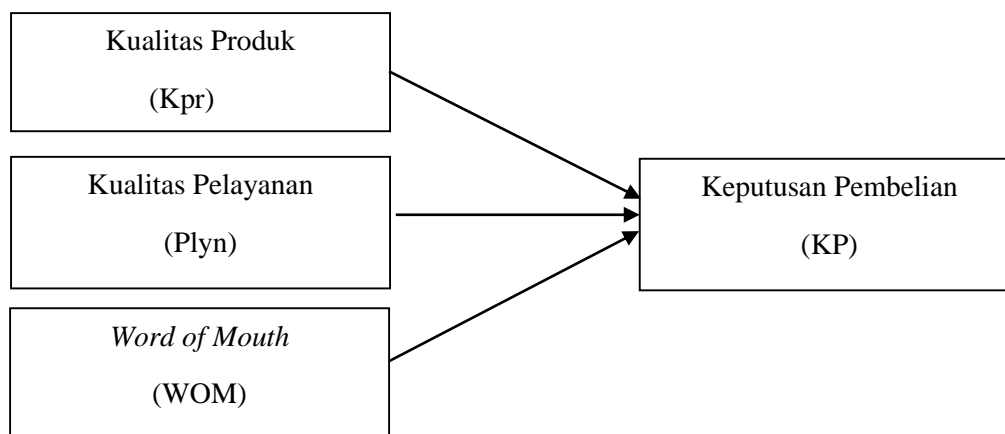 Kualitas Produk
(Kpr)
Kualitas Pelayanan
(Plyn)
Word of Mouth
(WOM)
Keputusan Pembelian
(KP)